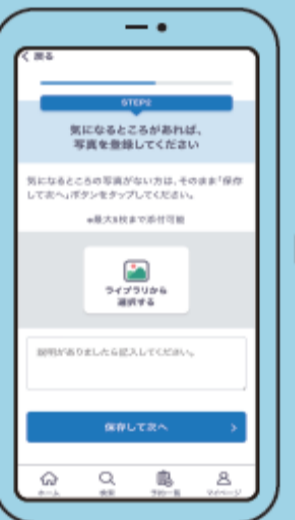 戻る
STEP2
気になるところがあれば、
写真を登録してください
気になるところの写真がない方は、そのまま「保存
して次へ」ボタンをタップしてください。
※最大5枚まで添付可能
ライブラリから
選択する
説明がありましたら記入してください。
保存して次へ
ホーム
検索
予約一覧
マイページ